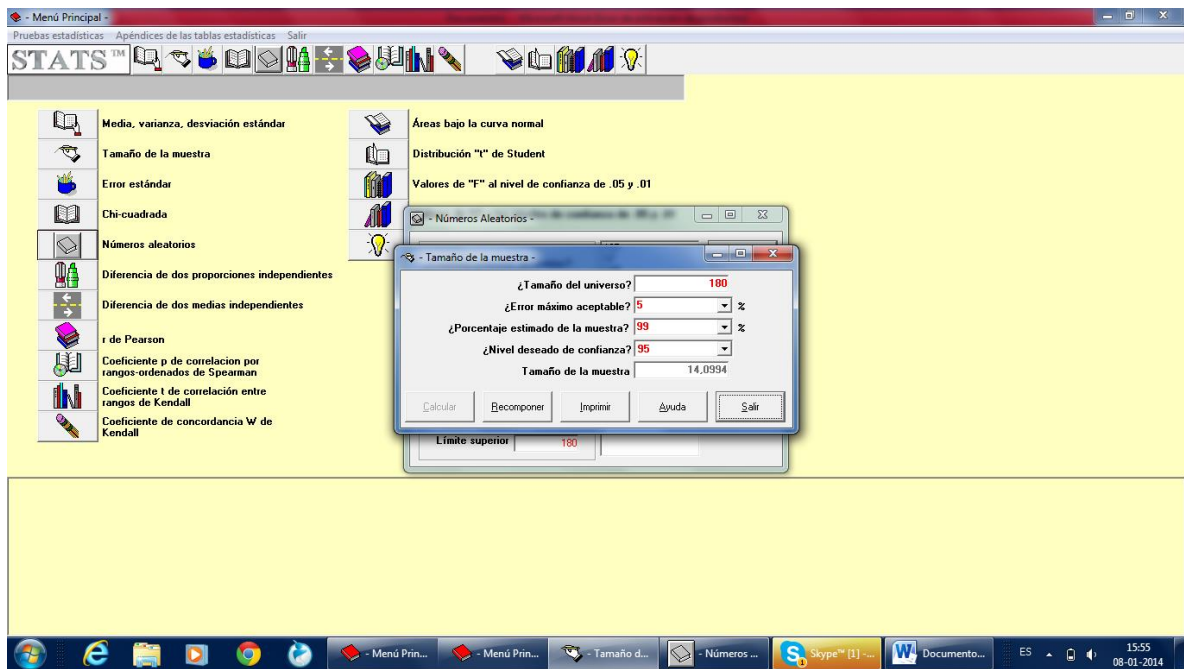 - Menú Principal -
Pruebas estadísticas Apéndices de las tablas estadísticas Salir
STATS™
Media, varianza, desviación estándar
Tamaño de la muestra
Error estándar
Chi-cuadrada
Números aleatorios
Diferencia de dos proporciones independientes
Diferencia de dos medias independientes
r de Pearson
Coeficiente p de correlacion por
rangos-ordenados de Spearman
Coeficiente t de correlación entre
rangos de Kendall
Coeficiente de concordancia W de
Kendall
Áreas bajo la curva normal
Distribución "t" de Student
Valores de "F" al nivel de confianza de .05 y .01
- Números Aleatorios -
- Tamaño de la muestra -
¿Tamaño del universo? 180
¿Error máximo aceptable? 5 %
¿Porcentaje estimado de la muestra? 99 %
¿Nivel deseado de confianza? 95
Tamaño de la muestra 14,0994
Calcular Recomponer Imprimir Ayuda Salir
Límite superior 180
- Menú Prin... - Menú Prin... - Tamaño d... - Números ... Skype™ [1] -... Documento... ES 15:55
08-01-2014